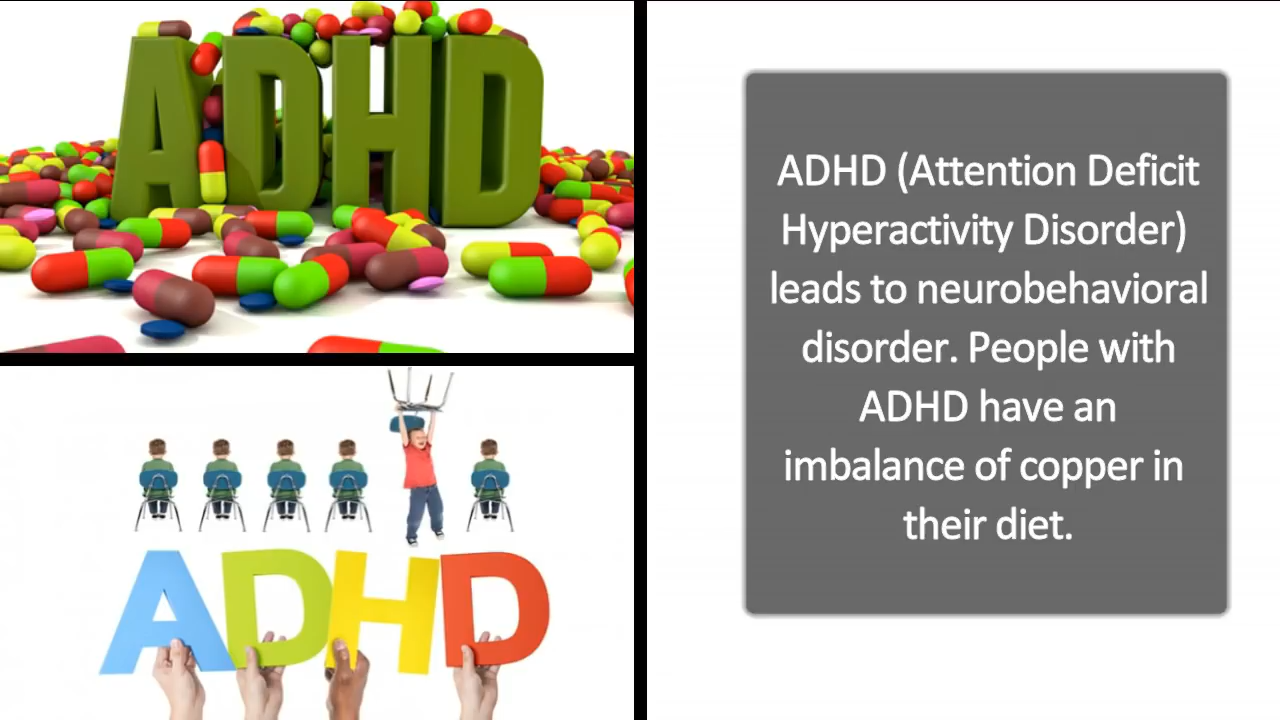 ADHD
ADHD
ADHD (Attention Deficit
Hyperactivity Disorder)
leads to neurobehavioral
disorder. People with
ADHD have an
imbalance of copper in
their diet.